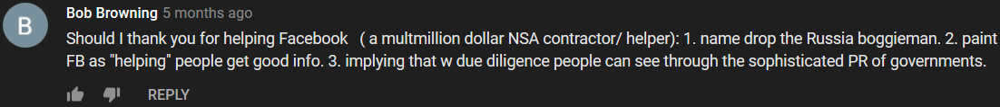 B
Bob Browning 5 months ago
Should I thank you for helping Facebook ( a multmillion dollar NSA contractor/ helper): 1. name drop the Russia boggieman. 2. paint
FB as "helping" people get good info. 3. implying that w due diligence people can see through the sophisticated PR of governments.
REPLY